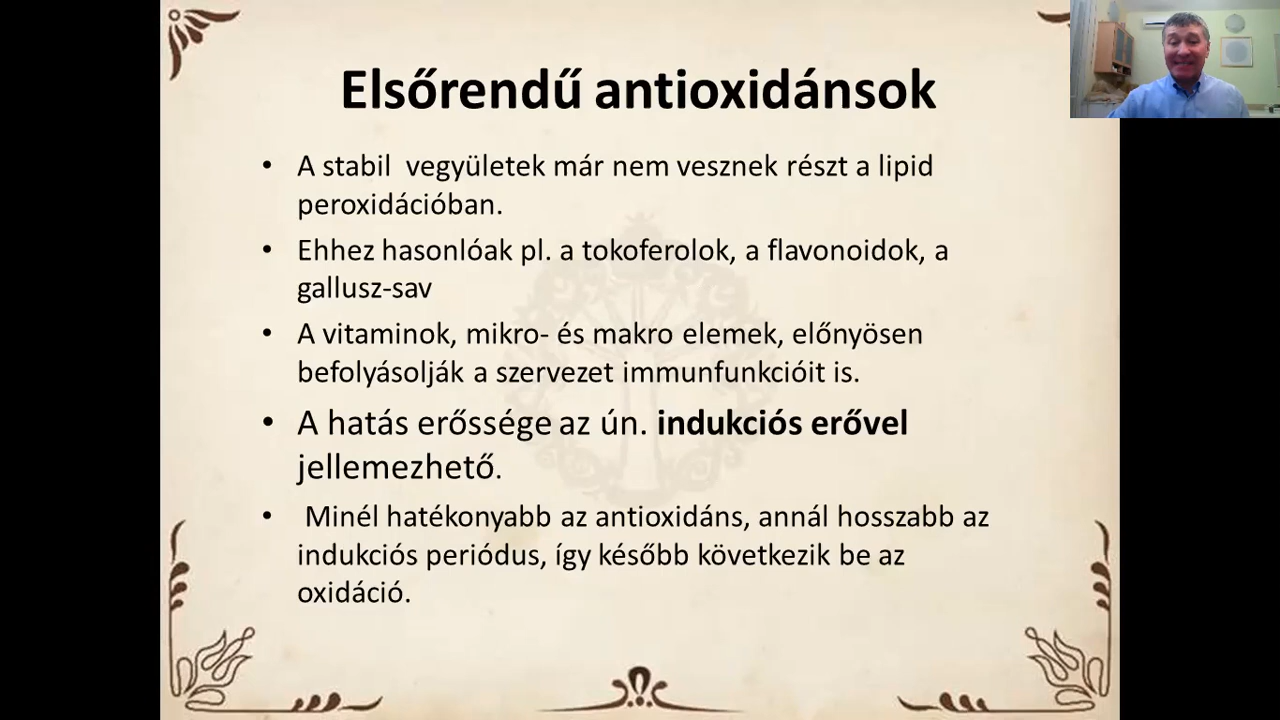 Elsőrendű antioxidánsok
• A stabil vegyületek már nem vesznek részt a lipid
peroxidációban.
• Ehhez hasonlóak pl. a tokoferolok, a flavonoidok, a
gallusz-sav
• A vitaminok, mikro- és makro elemek, előnyösen
befolyásolják a szervezet immunfunkcióit is.
• A hatás erőssége az ún. indukciós erővel
jellemezhető.
• Minél hatékonyabb az antioxidáns, annál hosszabb az
indukciós periódus, így később következik be az
oxidáció.